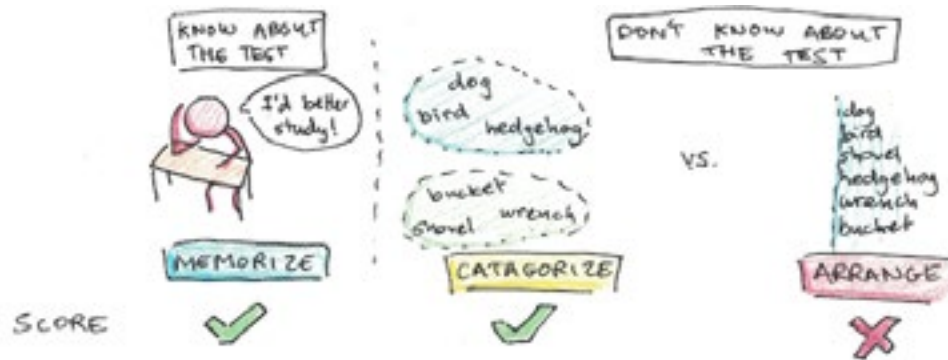 KNOW ABOUT
THE TEST
DON'T KNOW ABOUT
THE TEST
I'd better
study!
dog
bird
hedgehog
bucket
shovel
wrench
vs.
dog
bird
shovel
hedgehog
wrench
bucket
MEMORIZE
CATAGORIZE
ARRANGE
SCORE